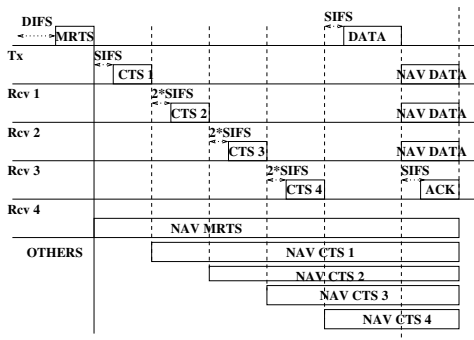 DIFS
SIFS
MRTS
DATA
Tx
SIFS
CTS 1
NAV DATA
Rcv 1
2*SIFS
CTS 2
NAV DATA
Rcv 2
2*SIFS
CTS 3
NAV DATA
Rcv 3
2*SIFS
SIFS
CTS 4
ACK
Rcv 4
NAV MRTS
OTHERS
NAV CTS 1
NAV CTS 2
NAV CTS 3
NAV CTS 4